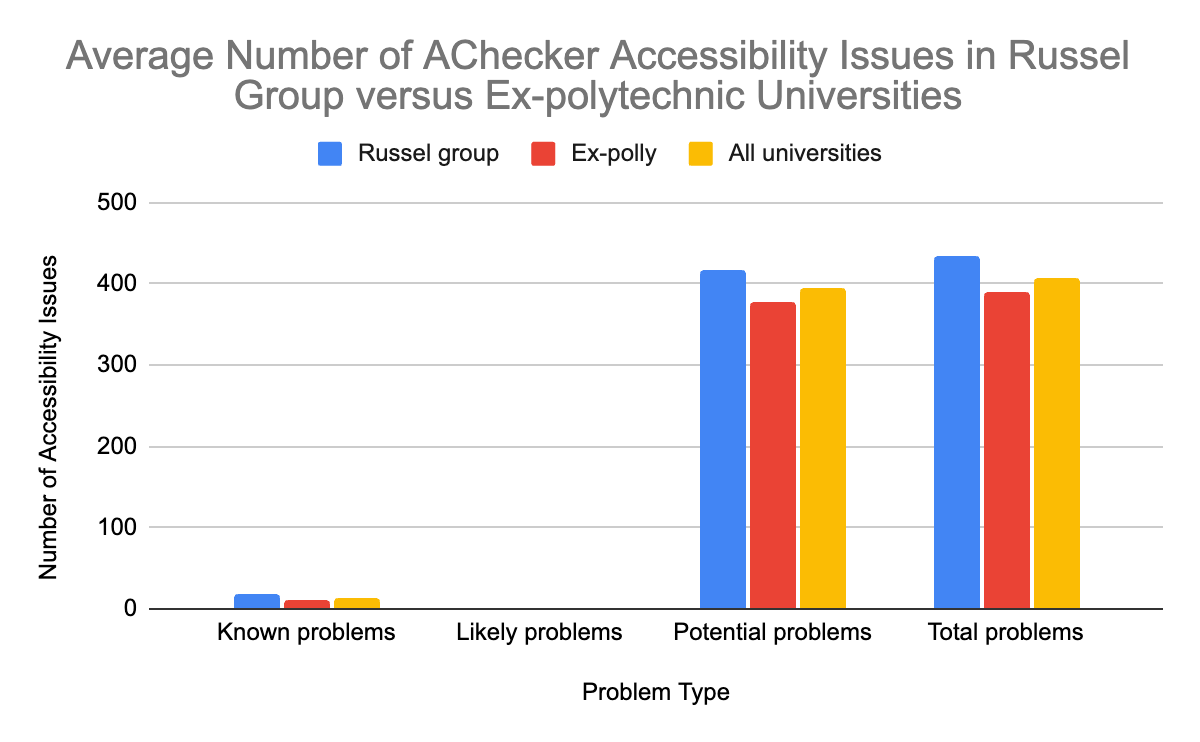 Average Number of AChecker Accessibility Issues in Russel
Group versus Ex-polytechnic Universities
Russel group
Ex-polly
All universities
500
400
300
200
100
0
Number of Accessibility Issues
Known problems
Likely problems
Potential problems
Total problems
Problem Type